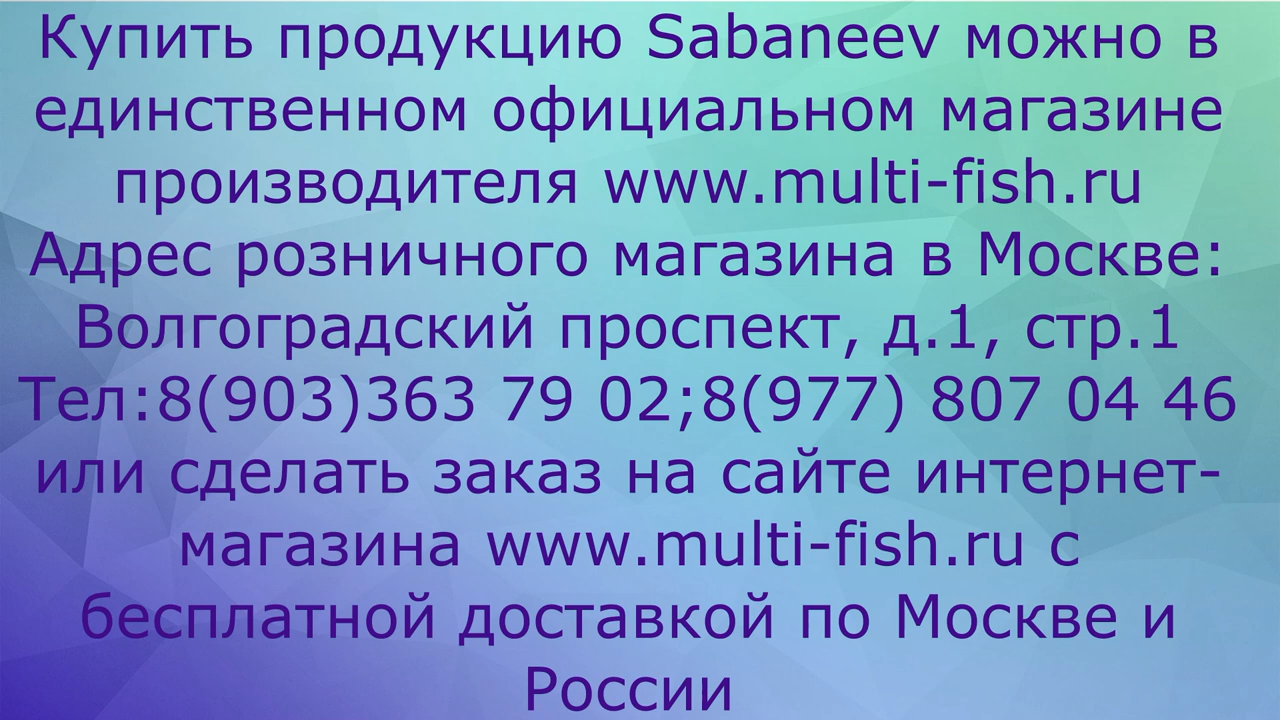 Купить продукцию Sabaneev можно в
единственном официальном магазине
производителя www.multi-fish.ru
Адрес розничного магазина в Москве:
Волгоградский проспект, д.1, стр.1
Тел:8(903)363 79 02;8(977) 807 04 46
или сделать заказ на сайте интернет-
магазина www.multi-fish.ru с
бесплатной доставкой по Москве и
России